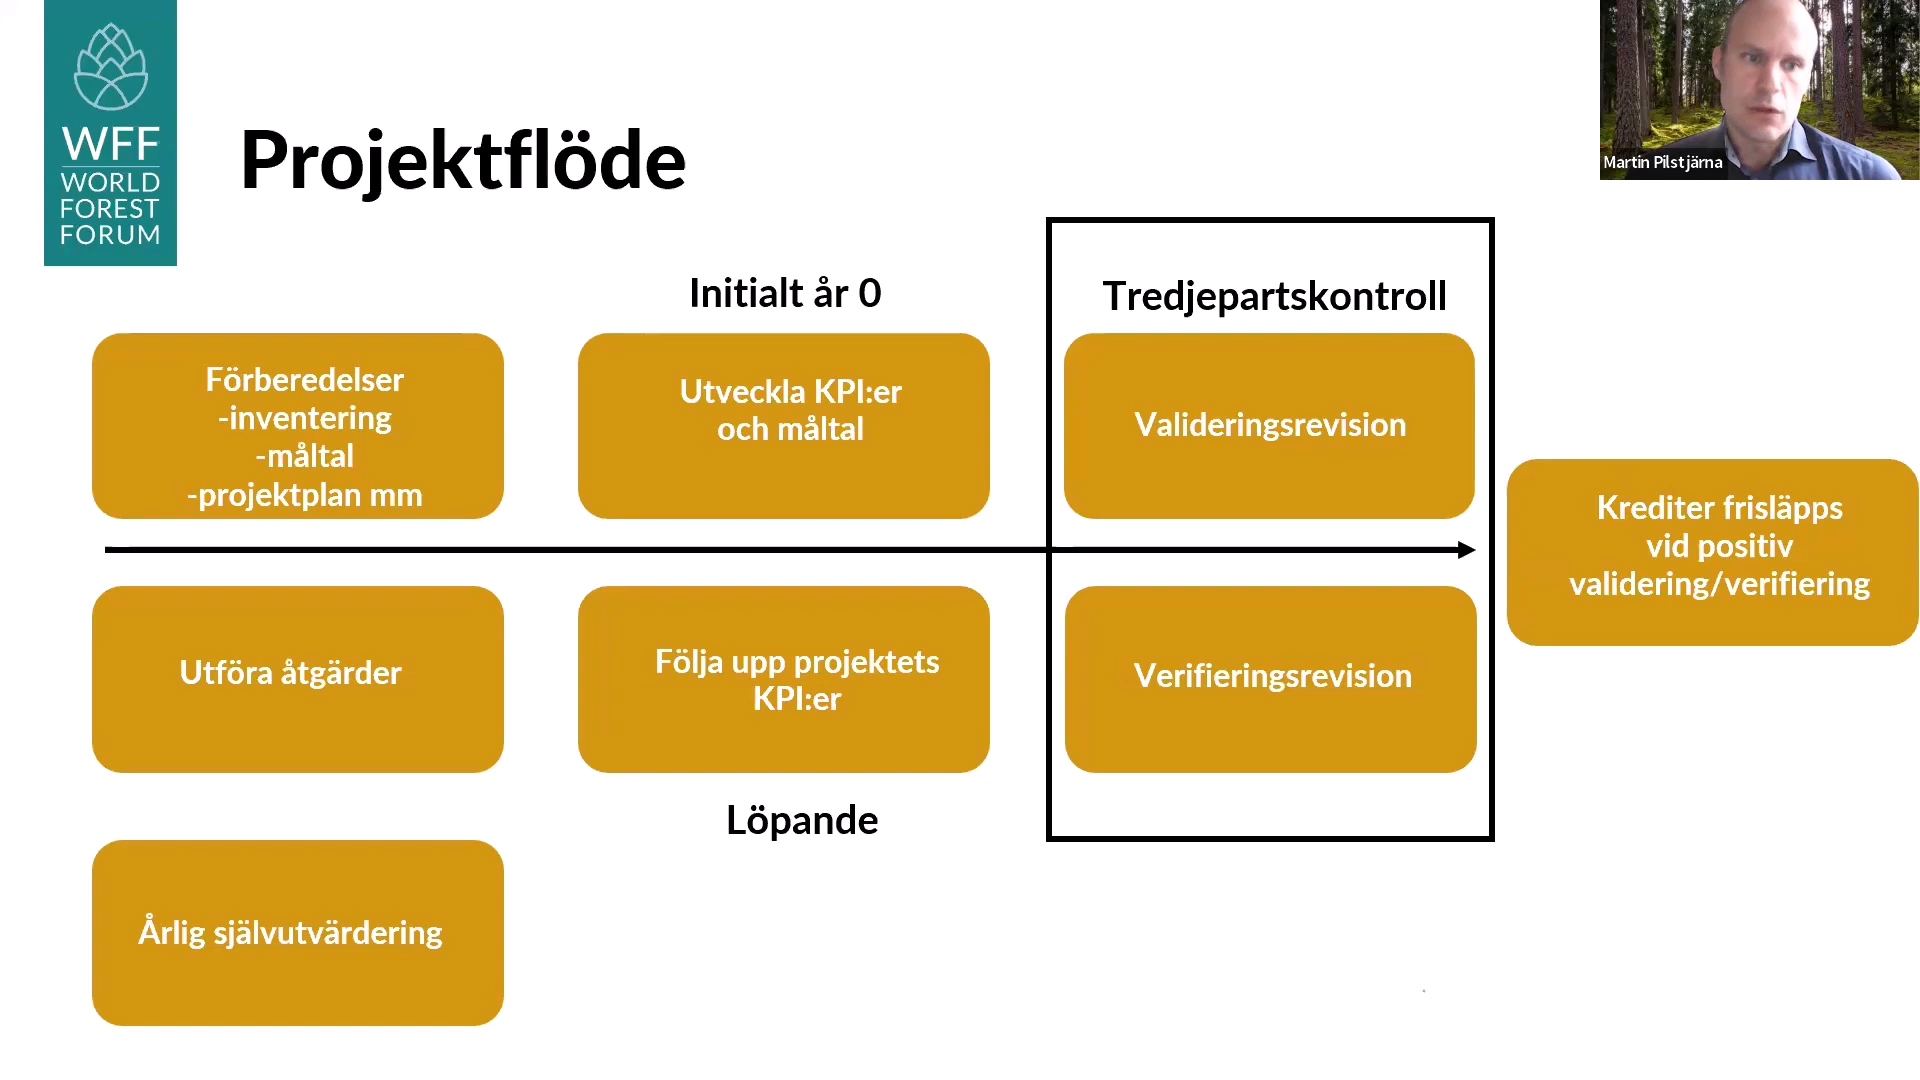 WFF
WORLD
FOREST
FORUM
Projektflöde
Martin Pilstjärna
Initialt år 0
Tredjepartskontroll
Förberedelser
-inventering
-måltal
-projektplan mm
Utveckla KPI:er
och måltal
Valideringsrevision
Krediter frisläpps
vid positiv
validering/verifiering
Utföra åtgärder
Följa upp projektets
KPI:er
Verifieringsrevision
Löpande
Årlig självutvärdering